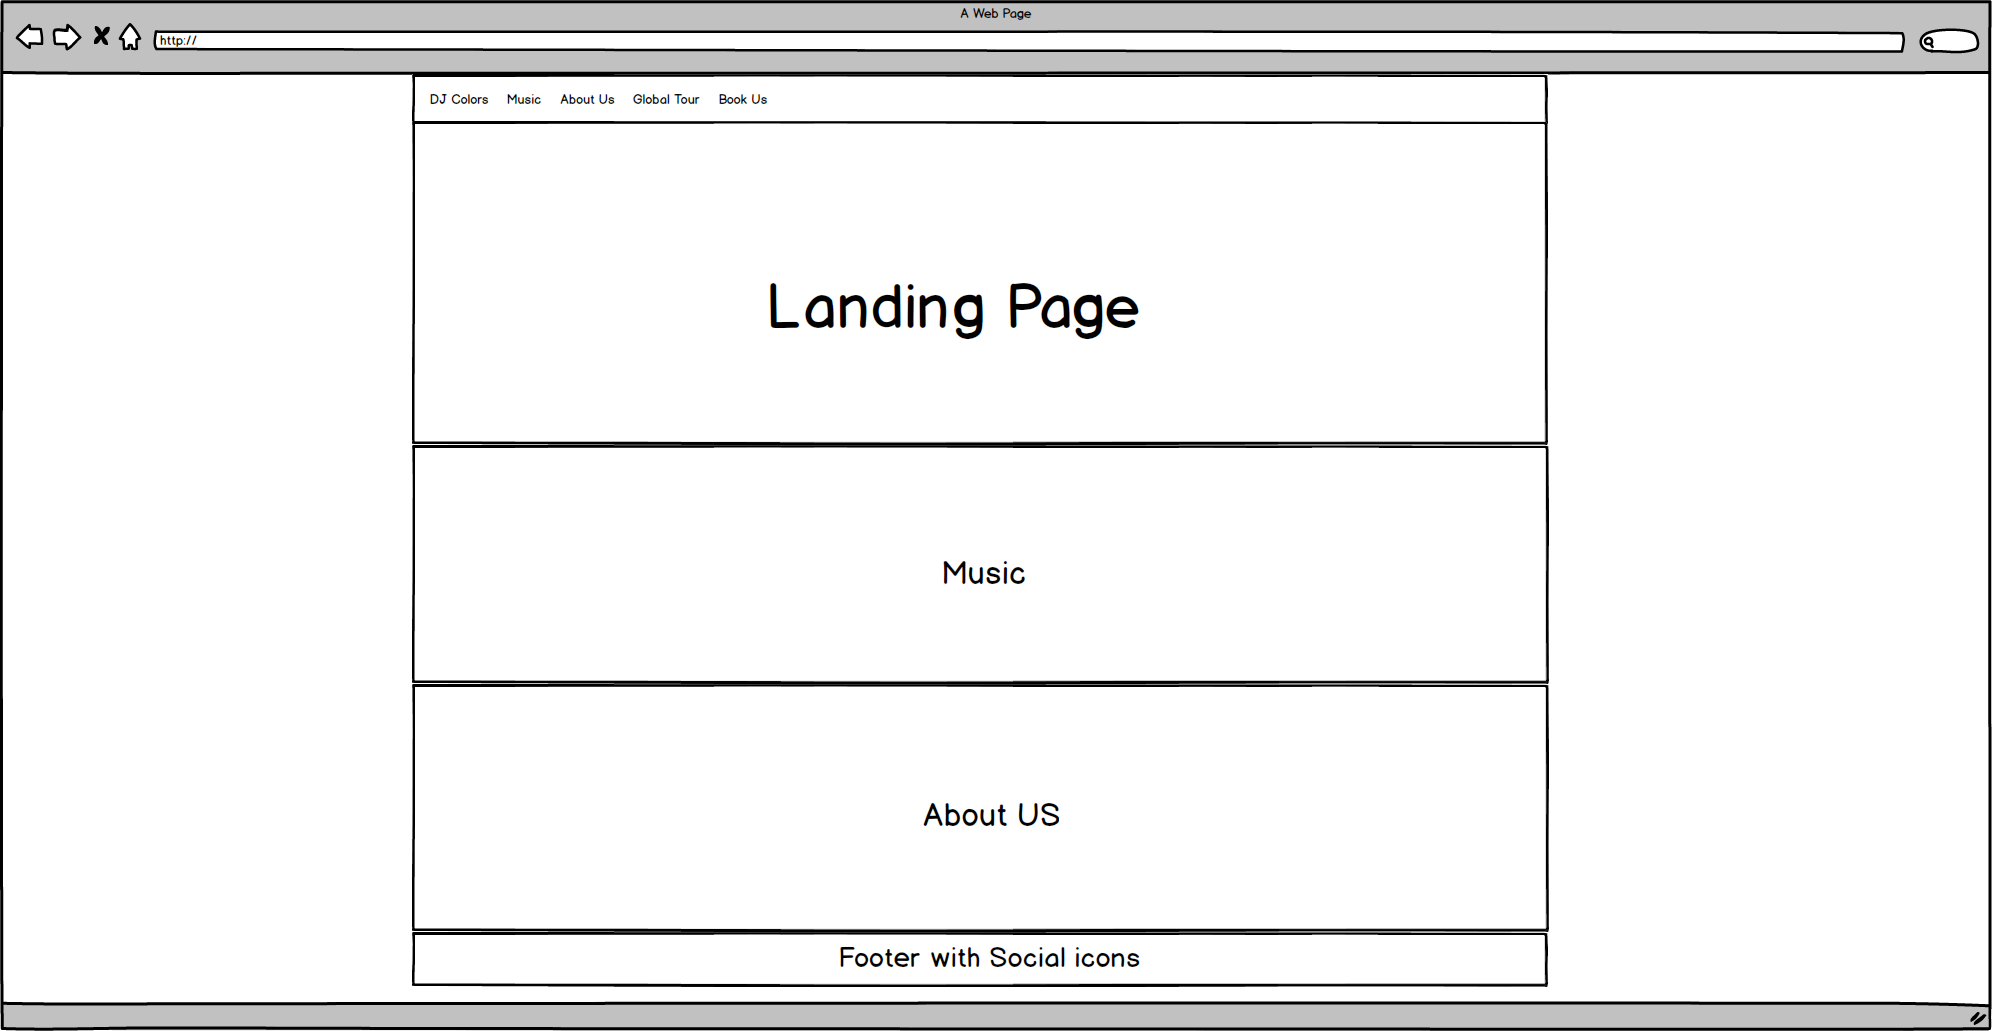 A Web Page
http://
DJ Colors Music About Us Global Tour Book Us
Landing Page
Music
About US
Footer with Social icons